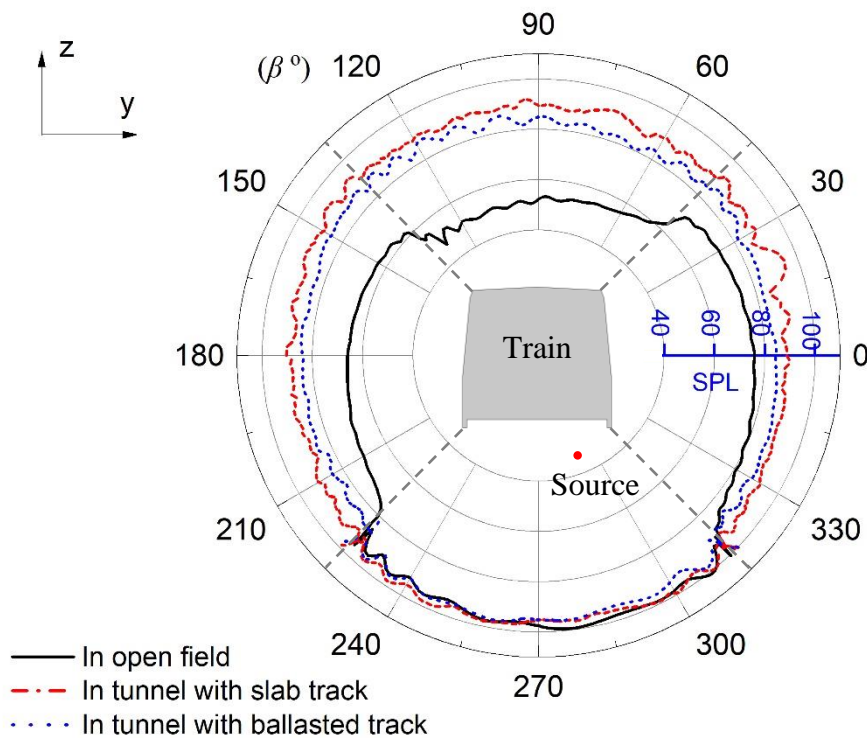 90
z
(β º)
120
60
y
150
30
Train
40
60
80
100
180
0
SPL
Source
210
330
240
300
270
In open field
In tunnel with slab track
In tunnel with ballasted track